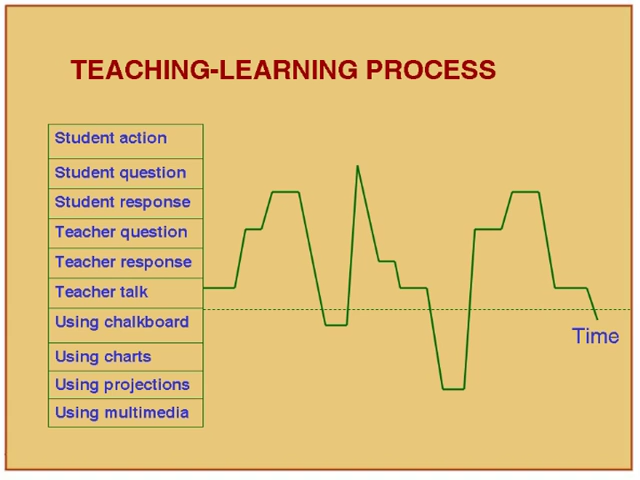 TEACHING-LEARNING PROCESS
Student action
Student question
Student response
Teacher question
Teacher response
Teacher talk
Using chalkboard
Using charts
Using projections
Using multimedia
Time